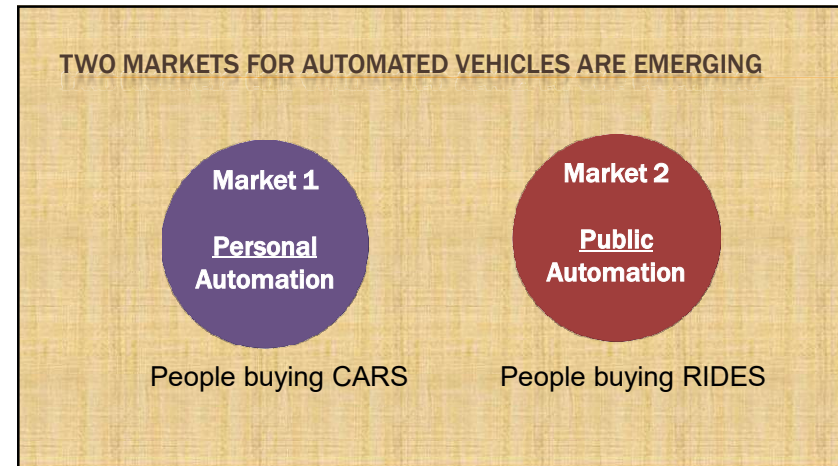 TWO MARKETS FOR AUTOMATED VEHICLES ARE EMERGING
Market 1
Personal
Automation
People buying CARS
Market 2
Public
Automation
People buying RIDES